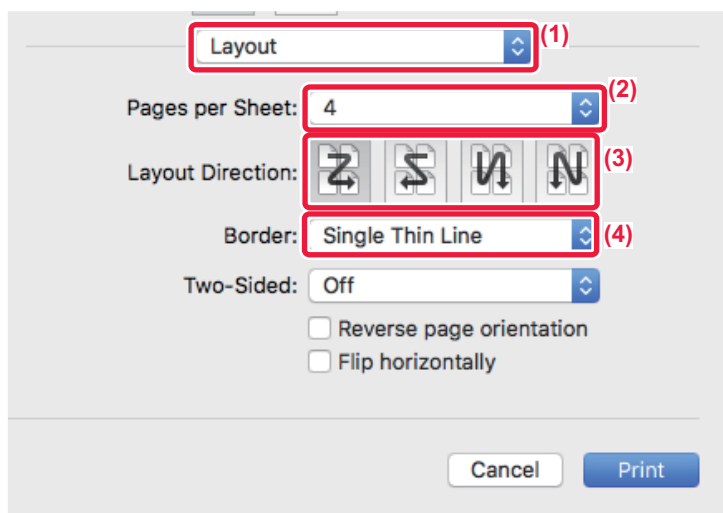 Layout (1)
Pages per Sheet: 4 (2)
Layout Direction: (3)
Border: Single Thin Line (4)
Two-Sided: Off
Reverse page orientation
Flip horizontally
Cancel Print